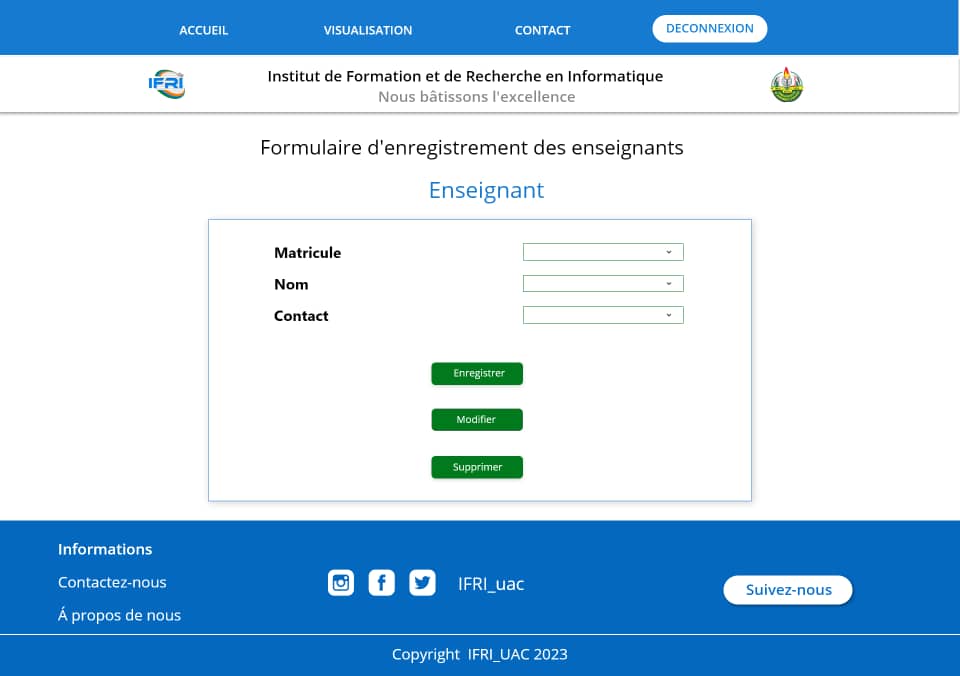 ACCUEIL VISUALISATION CONTACT DECONNEXION
IFRI
Institut de Formation et de Recherche en Informatique
Nous bâtissons l'excellence
Formulaire d'enregistrement des enseignants
Enseignant
Matricule
Nom
Contact
Enregistrer
Modifier
Supprimer
Informations
Contactez-nous
Á propos de nous
IFRI_uac
Suivez-nous
Copyright IFRI_UAC 2023